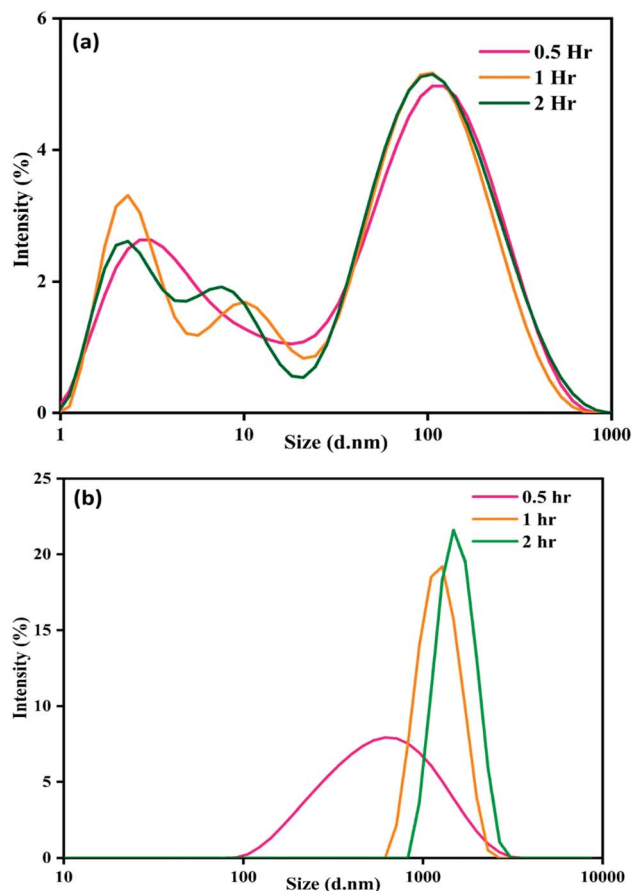 (a)
0.5 Hr
1 Hr
2 Hr
6
4
2
0
Intensity (%)
1 10 100 1000
Size (d.nm)
(b)
0.5 hr
1 hr
2 hr
25
20
15
10
5
0
Intensity (%)
10 100 1000 10000
Size (d.nm)